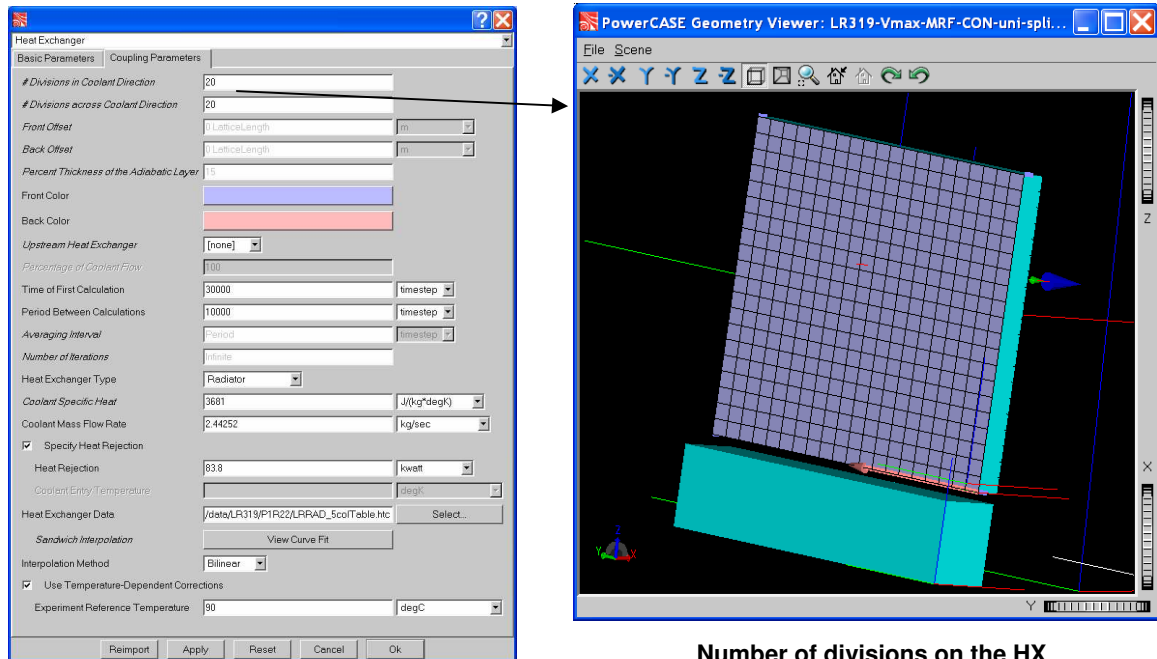 Heat Exchanger
Basic Parameters Coupling Parameters
# Divisions in Coolant Direction 20
# Divisions across Coolant Direction 20
Front Offset 0 LatticeLength m
Back Offset 0 LatticeLength m
Percent Thickness of the Adiabatic Layer 15
Front Color
Back Color
Upstream Heat Exchanger [none]
Percentage of Coolant Flow 100
Time of First Calculation 30000 timestep
Period Between Calculations 10000 timestep
Averaging Interval Period timestep
Number of Iterations Infinite
Heat Exchanger Type Radiator
Coolant Specific Heat 3681 J/(kg*degK)
Coolant Mass Flow Rate 2.44252 kg/sec
Specify Heat Rejection
Heat Rejection 83.8 kwatt
Coolant Entry Temperature degK
Heat Exchanger Data /data/LR319/P1R22/LRRAD_5colTable.htc Select...
Sandwich Interpolation View Curve Fit
Interpolation Method Bilinear
Use Temperature-Dependent Corrections
Experiment Reference Temperature 90 degC
Reimport Apply Reset Cancel Ok
PowerCASE Geometry Viewer: LR319-Vmax-MRF-CON-uni-spli...
File Scene
X X Y Y Z Z
Z
X
Z
Y X
Y
Number of divisions on the HX